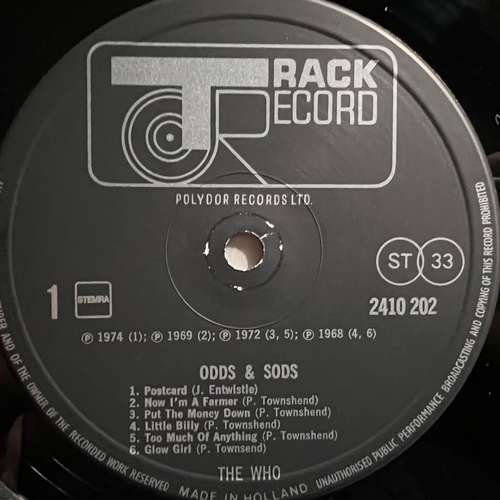 TRACK
RECORD
POLYDOR RECORDS LTD.
ST 33
1 STEMRA 2410 202
℗ 1974 (1); ℗ 1969 (2); ℗ 1972 (3, 5); ℗ 1968 (4, 6)
ODDS & SODS
1. Postcard (J. Entwistle)
2. Now I'm A Farmer (P. Townshend)
3. Put The Money Down (P. Townshend)
4. Little Billy (P. Townshend)
5. Too Much Of Anything (P. Townshend)
6. Glow Girl (P. Townsend)
THE WHO
AND OF THE OWNER OF THE RECORDED WORK RESERVED
MADE IN HOLLAND
UNAUTHORISED PUBLIC PERFORMANCE BROADCASTING AND COPYING OF THIS RECORD PROHIBITED